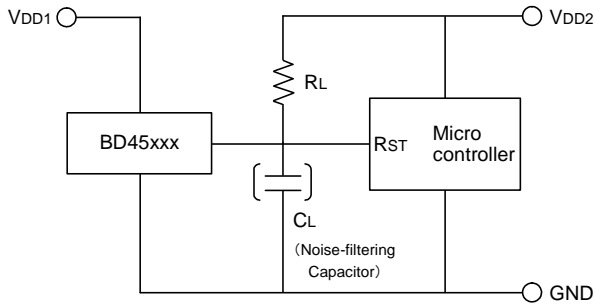 VDD1
VDD2
RL
BD45xxx
RST
Micro
controller
CL
（Noise-filtering
Capacitor）
GND